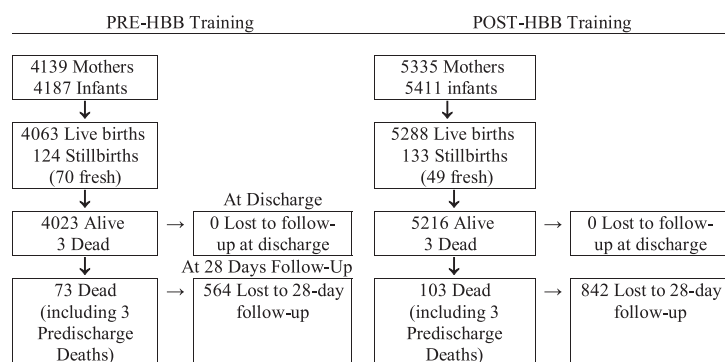 PRE-HBB Training
POST-HBB Training
4139 Mothers
4187 Infants
5335 Mothers
5411 infants
4063 Live births
124 Stillbirths
(70 fresh)
5288 Live births
133 Stillbirths
(49 fresh)
At Discharge
4023 Alive
3 Dead
0 Lost to follow-
up at discharge
5216 Alive
3 Dead
0 Lost to follow-
up at discharge
At 28 Days Follow-Up
73 Dead
(including 3
Predischarge
Deaths)
564 Lost to 28-day
follow-up
103 Dead
(including 3
Predischarge
Deaths)
842 Lost to 28-day
follow-up